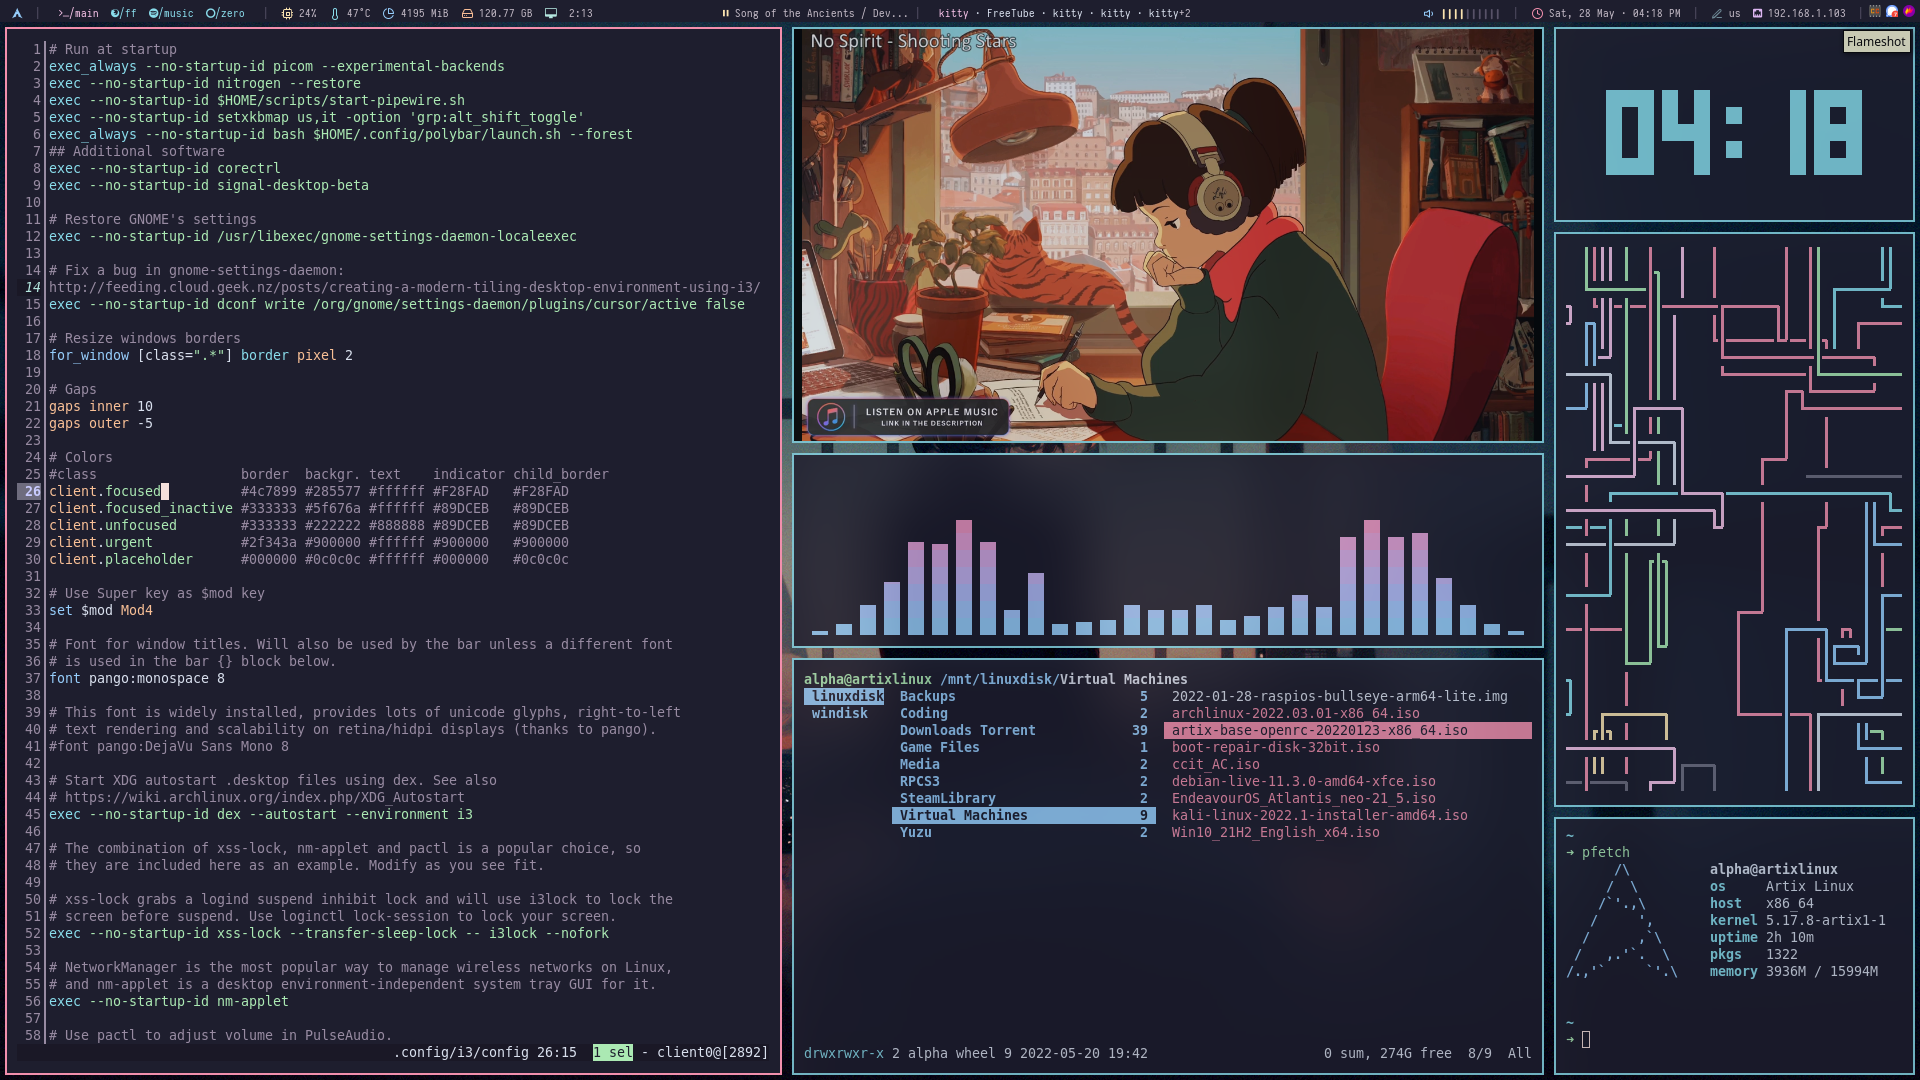 >_/main /ff /music /zero 24% 47°C 4195 MiB 120.77 GB 2:13 Song of the Ancients / Dev... kitty · FreeTube · kitty · kitty · kitty+2 Sat, 28 May · 04:18 PM us 192.168.1.103
Flameshot
1 # Run at startup
2 exec_always --no-startup-id picom --experimental-backends
3 exec --no-startup-id nitrogen --restore
4 exec --no-startup-id $HOME/scripts/start-pipewire.sh
5 exec --no-startup-id setxkbmap us,it -option 'grp:alt_shift_toggle'
6 exec_always --no-startup-id bash $HOME/.config/polybar/launch.sh --forest
7 ## Additional software
8 exec --no-startup-id corectrl
9 exec --no-startup-id signal-desktop-beta
10
11 # Restore GNOME's settings
12 exec --no-startup-id /usr/libexec/gnome-settings-daemon-localeexec
13
14 # Fix a bug in gnome-settings-daemon:
14 http://feeding.cloud.geek.nz/posts/creating-a-modern-tiling-desktop-environment-using-i3/
15 exec --no-startup-id dconf write /org/gnome/settings-daemon/plugins/cursor/active false
16
17 # Resize windows borders
18 for_window [class=".*"] border pixel 2
19
20 # Gaps
21 gaps inner 10
22 gaps outer -5
23
24 # Colors
25 #class border backgr. text indicator child_border
26 client.focused #4c7899 #285577 #ffffff #F28FAD #F28FAD
27 client.focused_inactive #333333 #5f676a #ffffff #89DCEB #89DCEB
28 client.unfocused #333333 #222222 #888888 #89DCEB #89DCEB
29 client.urgent #2f343a #900000 #ffffff #900000 #900000
30 client.placeholder #000000 #0c0c0c #ffffff #000000 #0c0c0c
31
32 # Use Super key as $mod key
33 set $mod Mod4
34
35 # Font for window titles. Will also be used by the bar unless a different font
36 # is used in the bar {} block below.
37 font pango:monospace 8
38
39 # This font is widely installed, provides lots of unicode glyphs, right-to-left
40 # text rendering and scalability on retina/hidpi displays (thanks to pango).
41 #font pango:DejaVu Sans Mono 8
42
43 # Start XDG autostart .desktop files using dex. See also
44 # https://wiki.archlinux.org/index.php/XDG_Autostart
45 exec --no-startup-id dex --autostart --environment i3
46
47 # The combination of xss-lock, nm-applet and pactl is a popular choice, so
48 # they are included here as an example. Modify as you see fit.
49
50 # xss-lock grabs a logind suspend inhibit lock and will use i3lock to lock the
51 # screen before suspend. Use loginctl lock-session to lock your screen.
52 exec --no-startup-id xss-lock --transfer-sleep-lock -- i3lock --nofork
53
54 # NetworkManager is the most popular way to manage wireless networks on Linux,
55 # and nm-applet is a desktop environment-independent system tray GUI for it.
56 exec --no-startup-id nm-applet
57
58 # Use pactl to adjust volume in PulseAudio.
.config/i3/config 26:15 1 sel - client0@[2892]
No Spirit - Shooting Stars
LISTEN ON APPLE MUSIC
LINK IN THE DESCRIPTION
alpha@artixlinux /mnt/linuxdisk/Virtual Machines
linuxdisk Backups 5 2022-01-28-raspios-bullseye-arm64-lite.img
windisk Coding 2 archlinux-2022.03.01-x86_64.iso
Downloads Torrent 39 artix-base-openrc-20220123-x86_64.iso
Game Files 1 boot-repair-disk-32bit.iso
Media 2 ccit_AC.iso
RPCS3 2 debian-live-11.3.0-amd64-xfce.iso
SteamLibrary 2 EndeavourOS_Atlantis_neo-21_5.iso
Virtual Machines 9 kali-linux-2022.1-installer-amd64.iso
Yuzu 2 Win10_21H2_English_x64.iso
drwxrwxr-x 2 alpha wheel 9 2022-05-20 19:42 0 sum, 274G free 8/9 All
04:18
~
→ pfetch
alpha@artixlinux
os Artix Linux
host x86_64
kernel 5.17.8-artix1-1
uptime 2h 10m
pkgs 1322
memory 3936M / 15994M
~
→